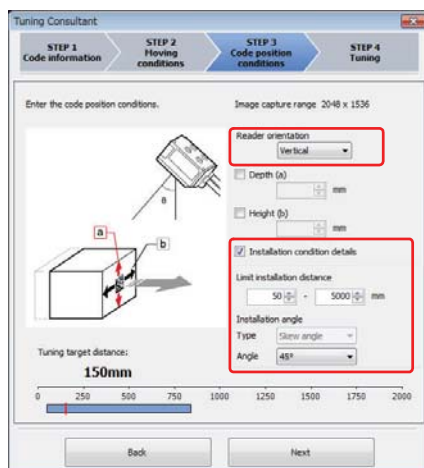 Tuning Consultant
STEP 1
Code information
STEP 2
Moving
conditions
STEP 3
Code position
conditions
STEP 4
Tuning
Enter the code position conditions.
Image capture range 2048 x 1536
Reader orientation
Vertical
Depth (a)
mm
Height (b)
mm
θ
a
b
Installation condition details
Limit installation distance
50 - 5000 mm
Installation angle
Type Skew angle
Angle 45°
Tuning target distance:
150mm
0 250 500 750 1000 1250 1500 1750 2000
Back
Next